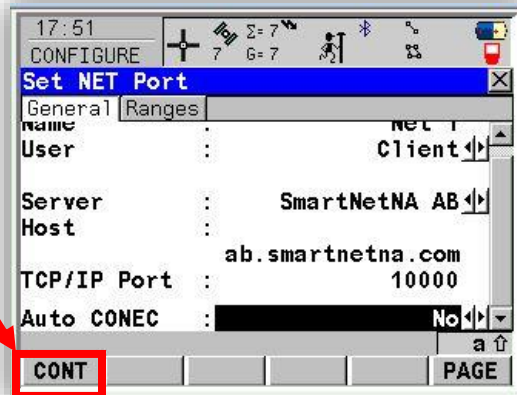 17:51
CONFIGURE
7
Σ= 7
G= 7
Set NET Port
General Ranges
Name Net 1
User : Client
Server : SmartNetNA AB
Host :
ab.smartnetna.com
TCP/IP Port : 10000
Auto CONEC : No
a
CONT PAGE